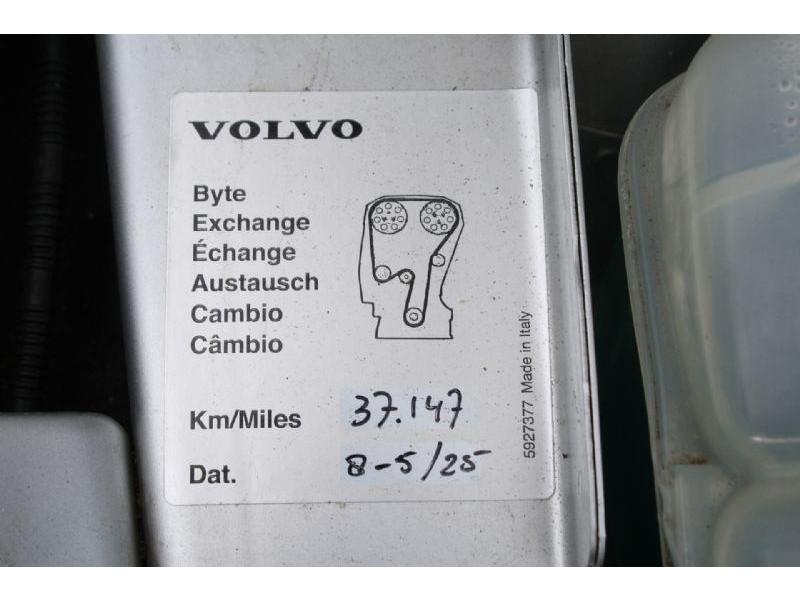 VOLVO
Byte
Exchange
Échange
Austausch
Cambio
Câmbio
Km/Miles 37.147
Dat. 8-5/25
5927377 Made in Italy